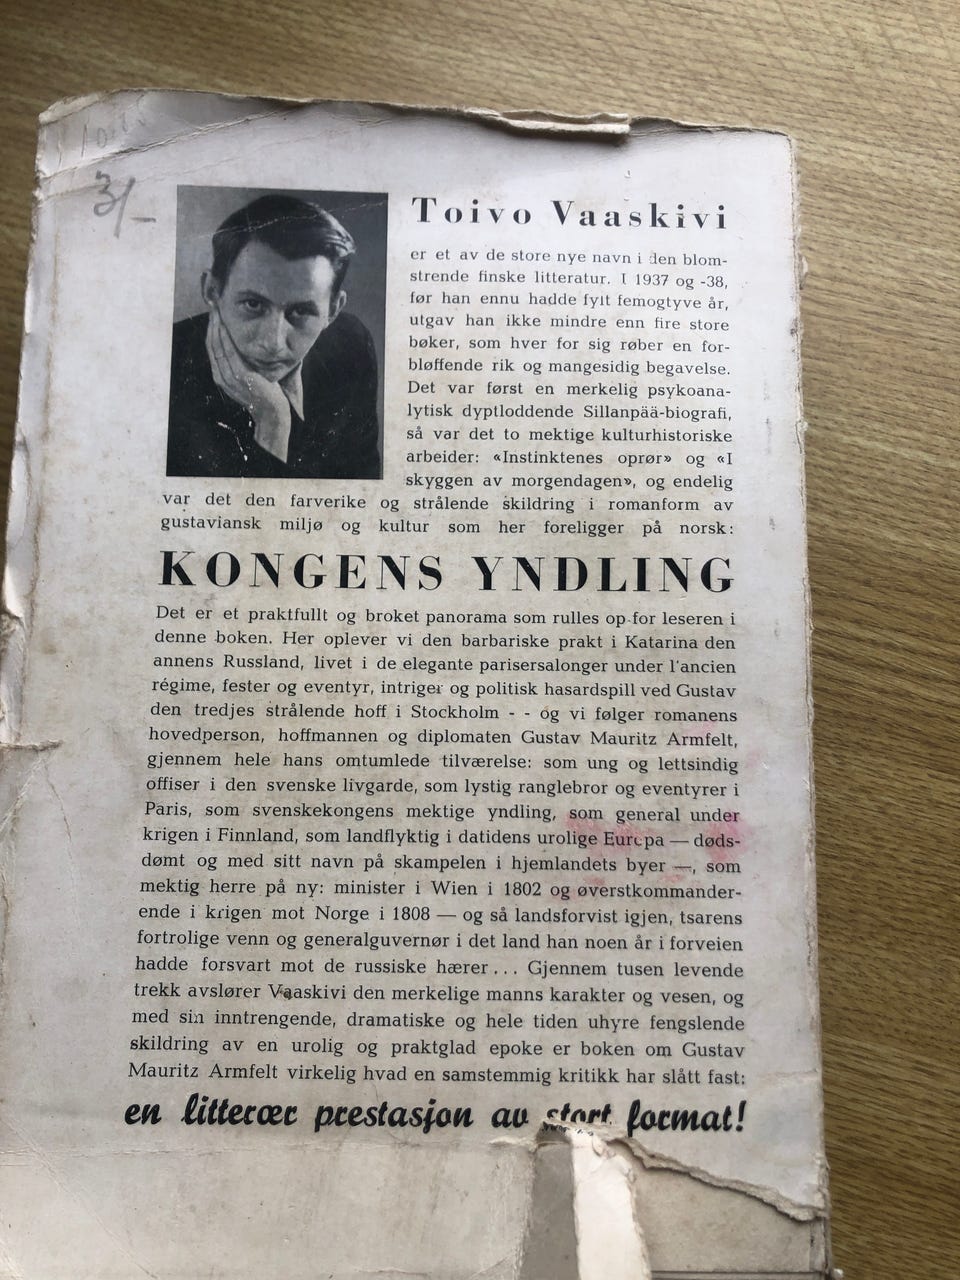 3/-
Toivo Vaaskivi
er et av de store nye navn i den blom-
strende finske litteratur. I 1937 og -38,
før han ennu hadde fylt femogtyve år,
utgav han ikke mindre enn fire store
bøker, som hver for sig røber en for-
bløffende rik og mangesidig begavelse.
Det var først en merkelig psykoana-
lytisk dyptloddende Sillanpää-biografi,
så var det to mektige kulturhistoriske
arbeider: «Instinktenes oprør» og «I
skyggen av morgendagen», og endelig
var det den farverike og strålende skildring i romanform av
gustaviansk miljø og kultur som her foreligger på norsk:
KONGENS YNDLING
Det er et praktfullt og broket panorama som rulles op for leseren i
denne boken. Her oplever vi den barbariske prakt i Katarina den
annens Russland, livet i de elegante parisersalonger under l'ancien
régime, fester og eventyr, intriger og politisk hasardspill ved Gustav
den tredjes strålende hoff i Stockholm - - og vi følger romanens
hovedperson, hoffmannen og diplomaten Gustav Mauritz Armfelt,
gjennem hele hans omtumlede tilværelse: som ung og lettsindig
offiser i den svenske livgarde, som lystig ranglebror og eventyrer i
Paris, som svenskekongens mektige yndling, som general under
krigen i Finnland, som landflyktig i datidens urolige Europa — døds-
dømt og med sitt navn på skampelen i hjemlandets byer —, som
mektig herre på ny: minister i Wien i 1802 og øverstkommander-
ende i krigen mot Norge i 1808 — og så landsforvist igjen, tsarens
fortrolige venn og generalguvernør i det land han noen år i forveien
hadde forsvart mot de russiske hærer... Gjennem tusen levende
trekk avslører Vaaskivi den merkelige manns karakter og vesen, og
med sin inntrengende, dramatiske og hele tiden uhyre fengslende
skildring av en urolig og praktglad epoke er boken om Gustav
Mauritz Armfelt virkelig hvad en samstemmig kritikk har slått fast:
en litterær prestasjon av stort format!